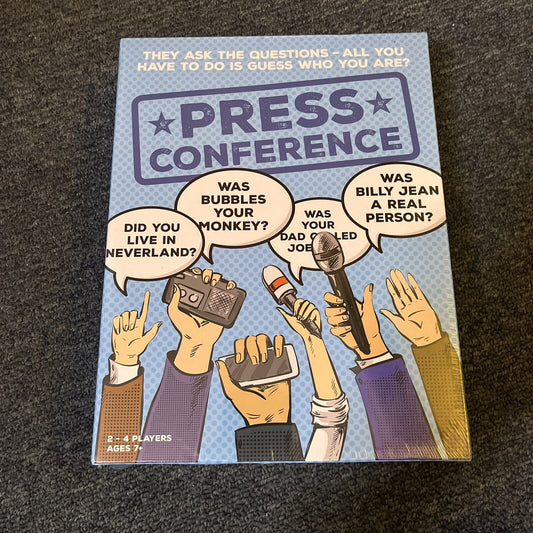 THEY ASK THE QUESTIONS – ALL YOU
HAVE TO DO IS GUESS WHO YOU ARE?
PRESS
CONFERENCE
DID YOU
LIVE IN
NEVERLAND?
WAS
BUBBLES
YOUR
MONKEY?
WAS
YOUR
DAD
WAS
BILLY JEAN
A REAL
PERSON?
2 – 4 PLAYERS
AGES 7+